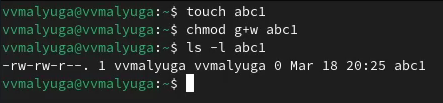 vvmalyuga@vvmalyuga:~$ touch abc1
vvmalyuga@vvmalyuga:~$ chmod g+w abc1
vvmalyuga@vvmalyuga:~$ ls -l abc1
-rw-rw-r--. 1 vvmalyuga vvmalyuga 0 Mar 18 20:25 abc1
vvmalyuga@vvmalyuga:~$